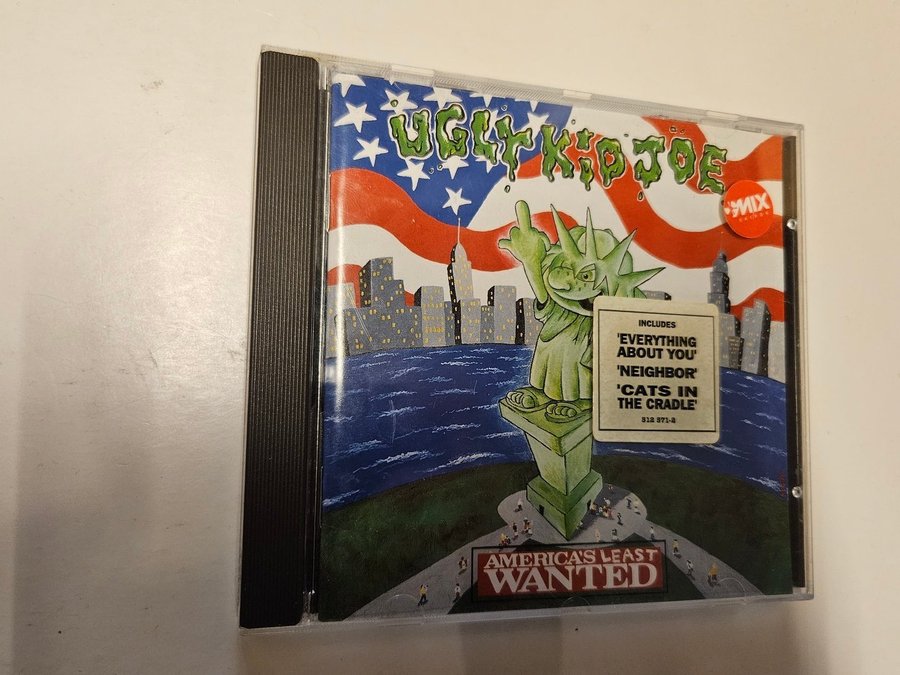 UGLY KID JOE
MIX
INCLUDES
'EVERYTHING
ABOUT YOU'
'NEIGHBOR'
'CATS IN
THE CRADLE'
512 571-2
AMERICA'S LEAST
WANTED